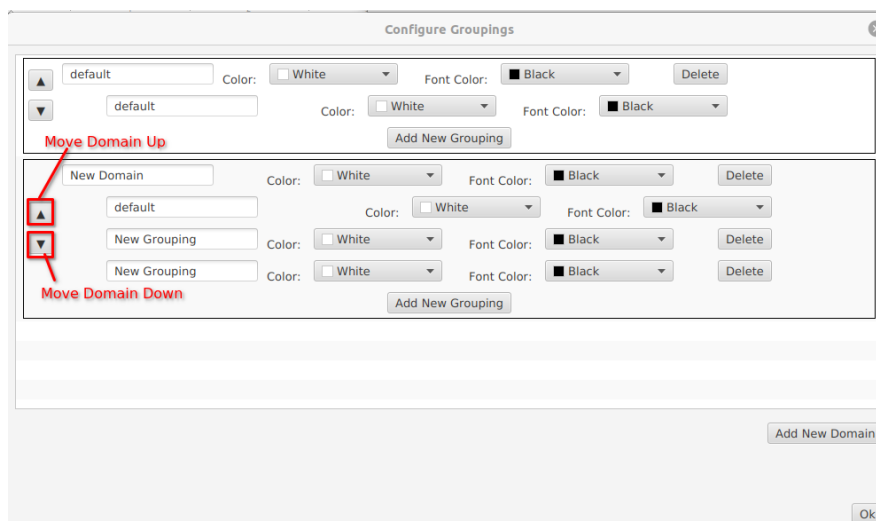 Configure Groupings
default Color: White Font Color: Black Delete
default Color: White Font Color: Black
Move Domain Up
Add New Grouping
New Domain Color: White Font Color: Black Delete
default Color: White Font Color: Black
New Grouping Color: White Font Color: Black Delete
New Grouping Color: White Font Color: Black Delete
Move Domain Down
Add New Grouping
Add New Domain
Ok